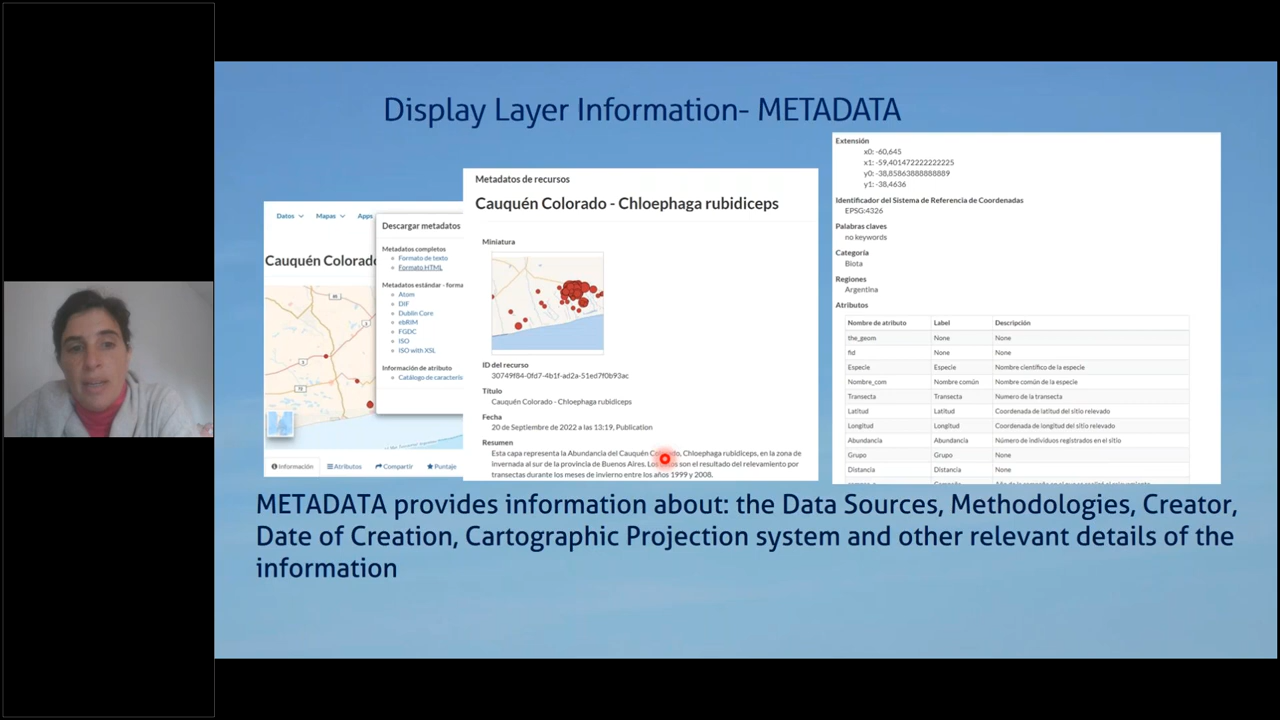 Display Layer Information- METADATA
Datos
Mapas
Apps
Cauquén Colorado
Descargar metadatos
Metadatos completos
Formato de texto
Formato HTML
Metadatos estándar - forma
Atom
DIF
Dublin Core
ebRIM
FGDC
ISO
ISO with XSL
Información de atributo
Catálogo de caracterís
Información
Atributos
Compartir
Puntaje
Metadatos de recursos
Cauquén Colorado - Chloephaga rubidiceps
Miniatura
ID del recurso
30749f84-0fd7-4b1f-ad2a-51ed7f0b93ac
Título
Cauquén Colorado - Chloephaga rubidiceps
Fecha
20 de Septiembre de 2022 a las 13:19, Publication
Resumen
Esta capa representa la Abundancia del Cauquén Colorado, Chloephaga rubidiceps, en la zona de
invernada al sur de la provincia de Buenos Aires. Los son el resultado del relevamiento por
transectas durante los meses de invierno entre los años 1999 y 2008.
Extensión
x0: -60,645
x1: -59,401472222222225
y0: -38,85863888888889
y1: -38,4636
Identificador del Sistema de Referencia de Coordenadas
EPSG:4326
Palabras claves
no keywords
Categoría
Biota
Regiones
Argentina
Atributos
Nombre de atributo Label Descripción
the_geom None None
fid None None
Especie Especie Nombre científico de la especie
Nombre_com Nombre común Nombre común de la especie
Transecta Transecta Numero de la transecta
Latitud Latitud Coordenada de latitud del sitio relevado
Longitud Longitud Coordenada de longitud del sitio relevado
Abundancia Abundancia Número de individuos registrados en el sitio
Grupo Grupo None
Distancia Distancia None
METADATA provides information about: the Data Sources, Methodologies, Creator,
Date of Creation, Cartographic Projection system and other relevant details of the
information